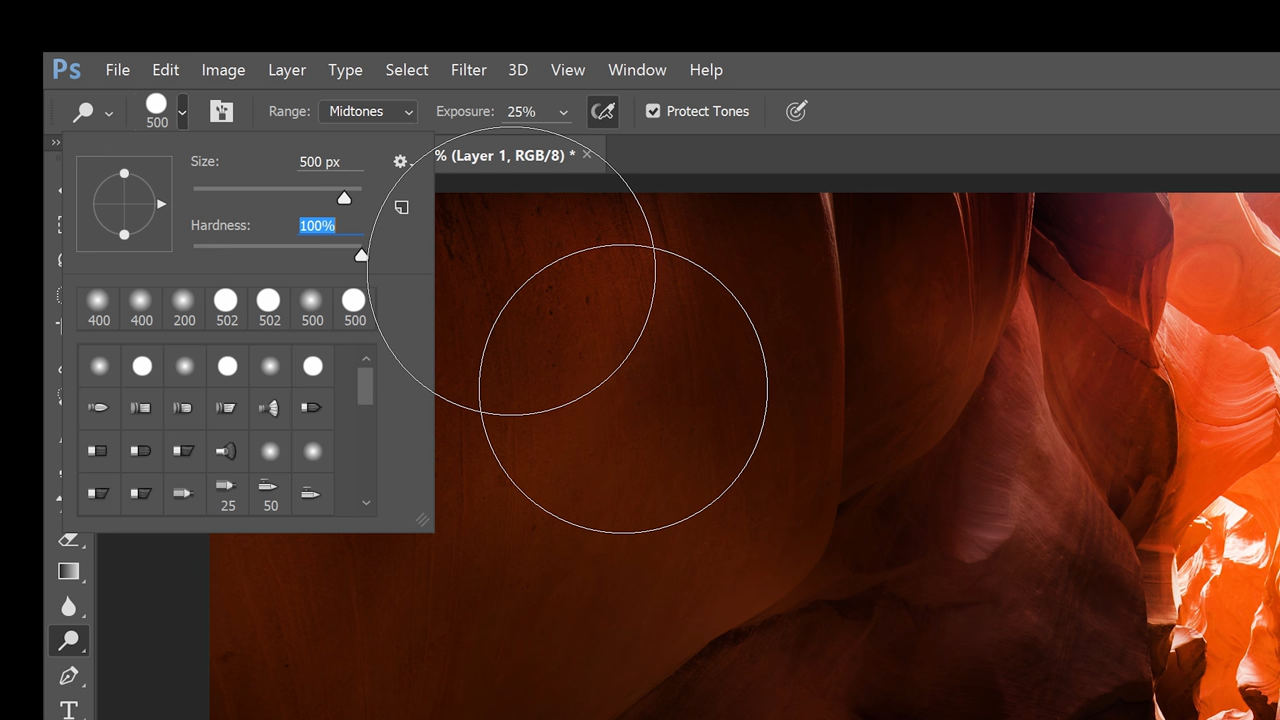 Ps File Edit Image Layer Type Select Filter 3D View Window Help
500 Range: Midtones Exposure: 25% Protect Tones
% (Layer 1, RGB/8) * ×
Size: 500 px
Hardness: 100%
400 400 200 502 502 500 500
25 50
T